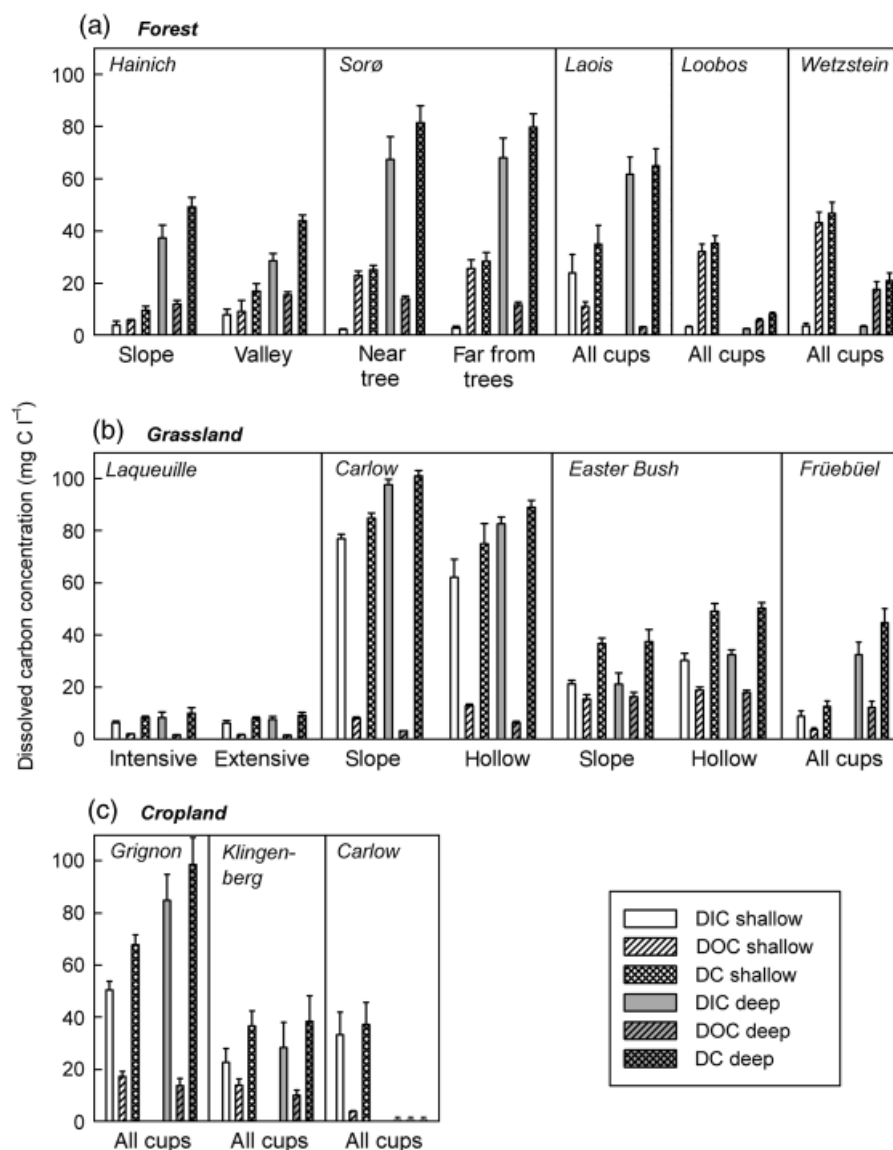 (a) Forest
Hainich Sorø Laois Loobos Wetzstein
100
80
60
40
20
0
Slope Valley Near tree Far from trees All cups All cups All cups
Dissolved carbon concentration (mg C l⁻¹)
(b) Grassland
Laqueuille Carlow Easter Bush Früebüel
100
80
60
40
20
0
Intensive Extensive Slope Hollow Slope Hollow All cups
(c) Cropland
Grignon Klingen-
berg Carlow
100
80
60
40
20
0
All cups All cups All cups
DIC shallow
DOC shallow
DC shallow
DIC deep
DOC deep
DC deep